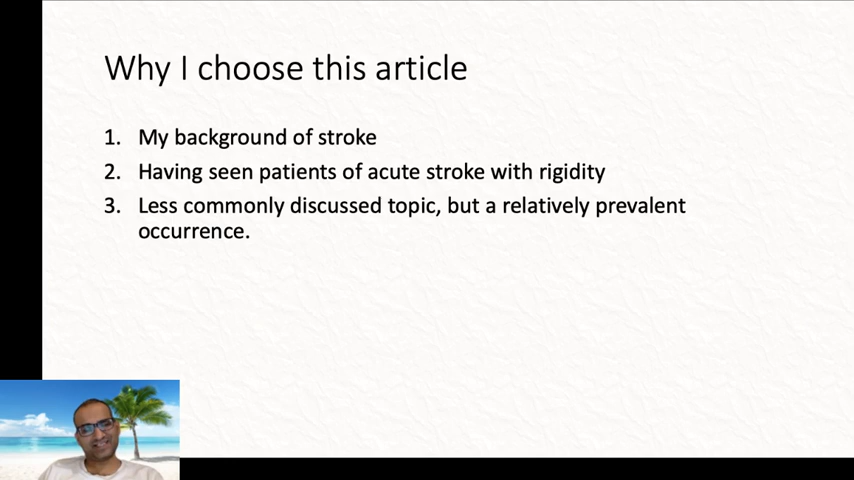 Why I choose this article
1. My background of stroke
2. Having seen patients of acute stroke with rigidity
3. Less commonly discussed topic, but a relatively prevalent
occurrence.